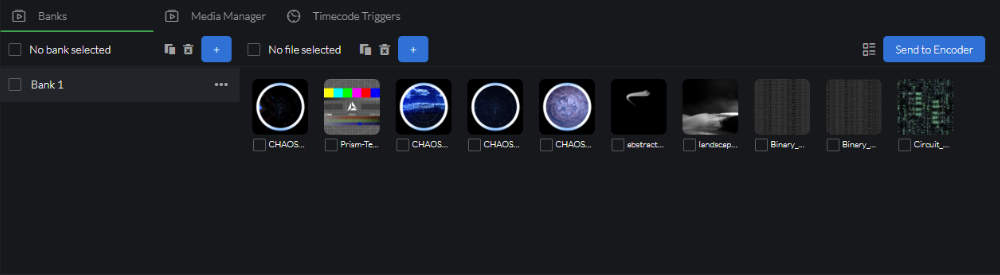 Banks
Media Manager
Timecode Triggers
No bank selected
+
No file selected
+
Send to Encoder
Bank 1
CHAOS...
Prism-Te...
CHAOS...
CHAOS...
CHAOS...
abstract...
landscap...
Binary_...
Binary_...
Circuit_...